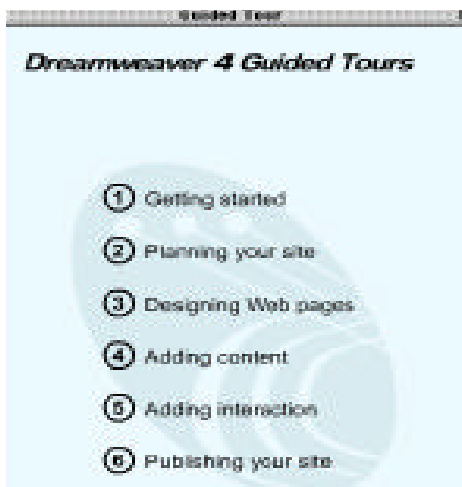 Guided Tour
Dreamweaver 4 Guided Tours
1 Getting started
2 Planning your site
3 Designing Web pages
4 Adding content
5 Adding interaction
6 Publishing your site